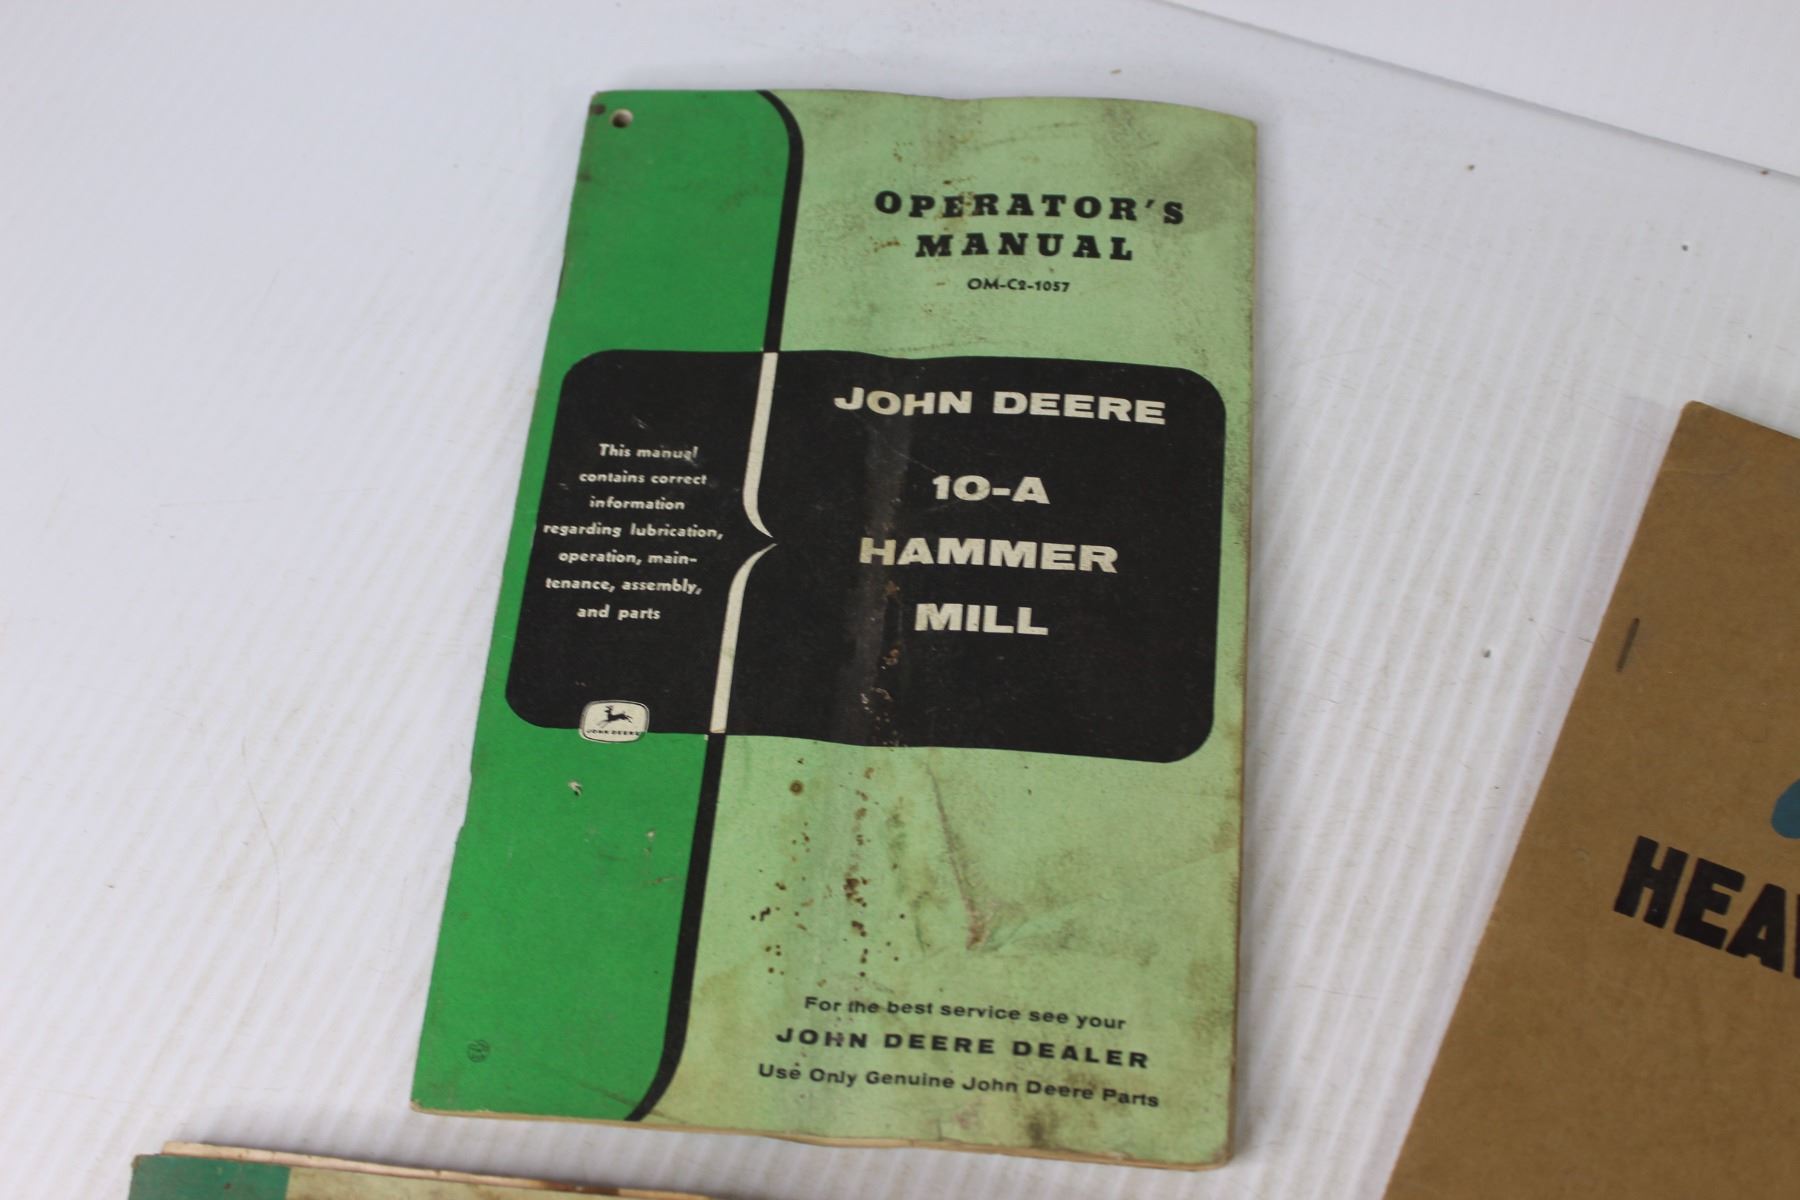 OPERATOR'S
MANUAL
OM-C2-1057
JOHN DEERE
10-A
HAMMER
MILL
This manual
contains correct
information
regarding lubrication,
operation, main-
tenance, assembly,
and parts
JOHN DEERE
For the best service see your
JOHN DEERE DEALER
Use Only Genuine John Deere Parts